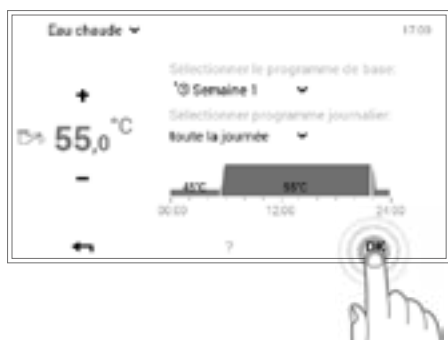 Eau chaude
17:03
Sélectionner le programme de base:
Semaine 1
+
55,0 °C
Sélectionner programme journalier:
toute la journée
−
45°C
55°C
00:00
12:00
24:00
?
OK